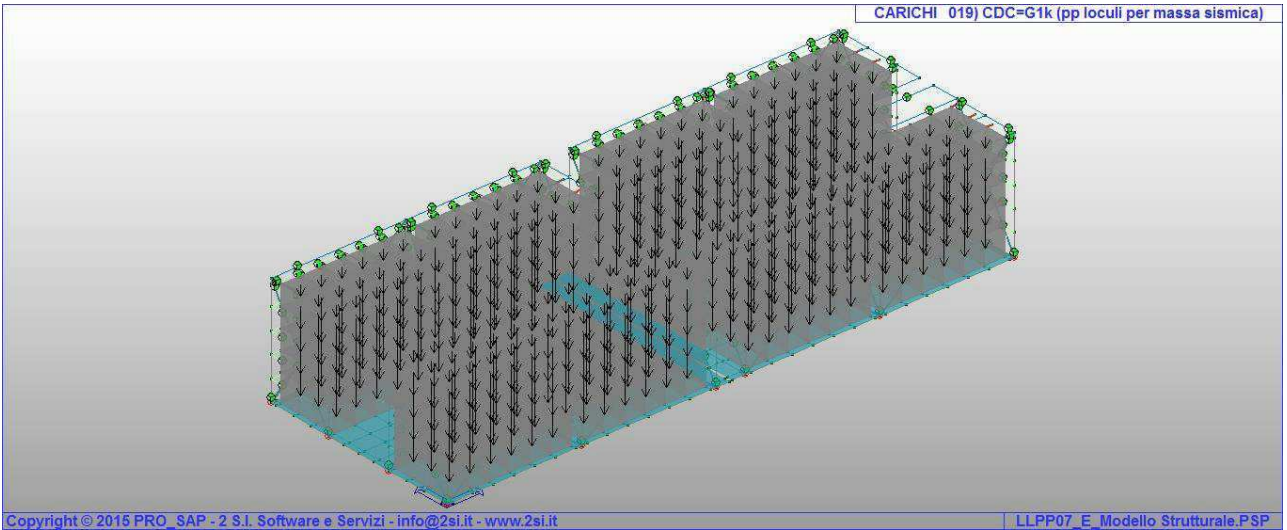 CARICHI 019) CDC=G1k (pp loculi per massa sismica)
Copyright © 2015 PRO_SAP - 2 S.I. Software e Servizi - info@2si.it - www.2si.it
LLPP07_E_Modello Strutturale.PSP